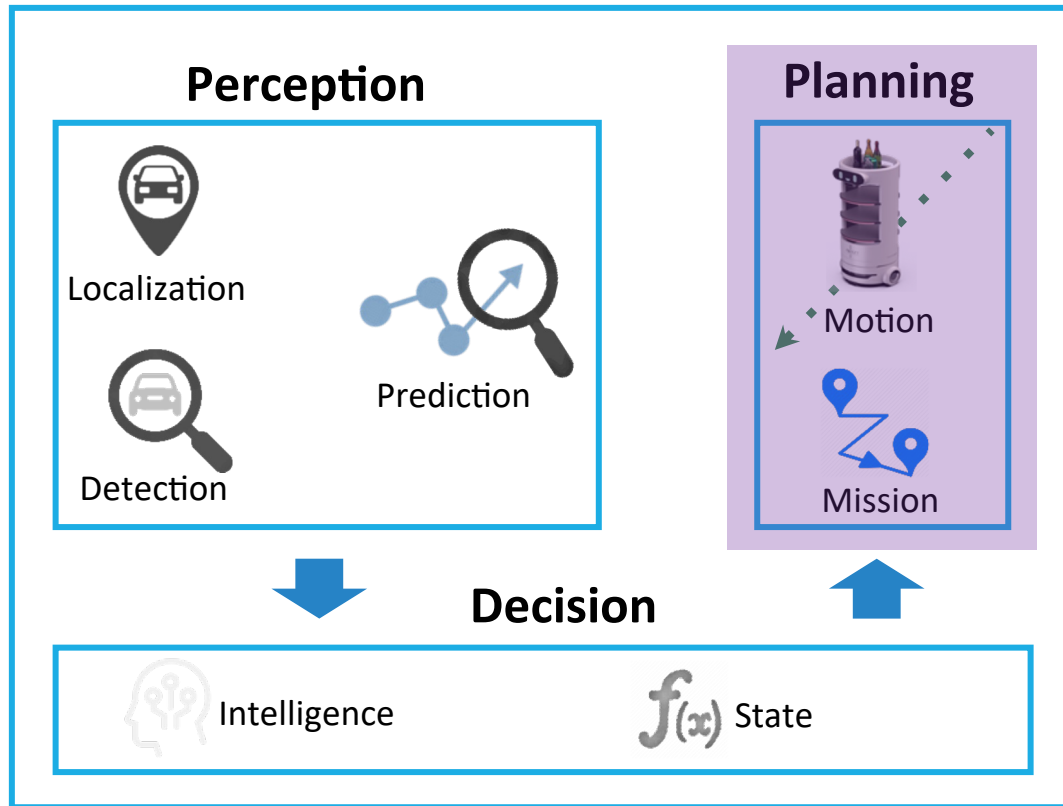 Perception
Localization
Detection
Prediction
Planning
Motion
Mission
Decision
Intelligence
f(x) State